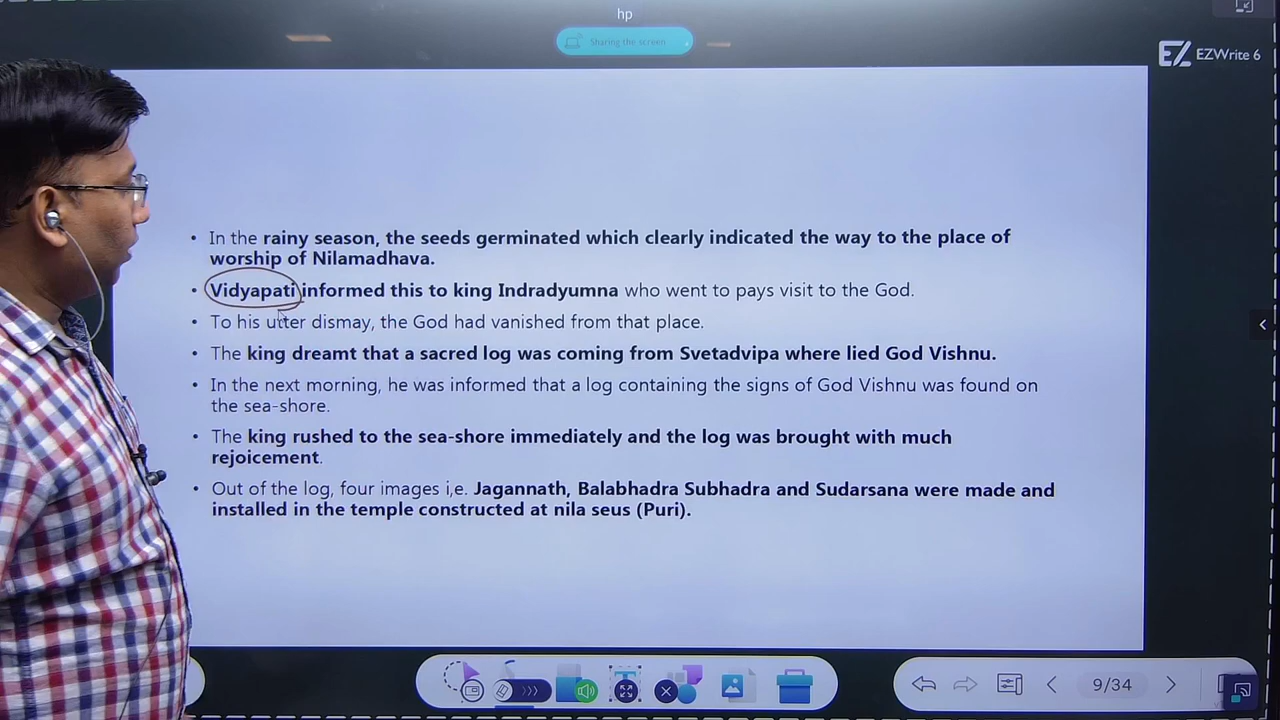 hp
Sharing the screen
EZWrite 6
• In the rainy season, the seeds germinated which clearly indicated the way to the place of
worship of Nilamadhava.
• Vidyapati informed this to king Indradyumna who went to pays visit to the God.
• To his utter dismay, the God had vanished from that place.
• The king dreamt that a sacred log was coming from Svetadvipa where lied God Vishnu.
• In the next morning, he was informed that a log containing the signs of God Vishnu was found on
the sea-shore.
• The king rushed to the sea-shore immediately and the log was brought with much
rejoicement.
• Out of the log, four images i,e. Jagannath, Balabhadra Subhadra and Sudarsana were made and
installed in the temple constructed at nila seus (Puri).
9/34